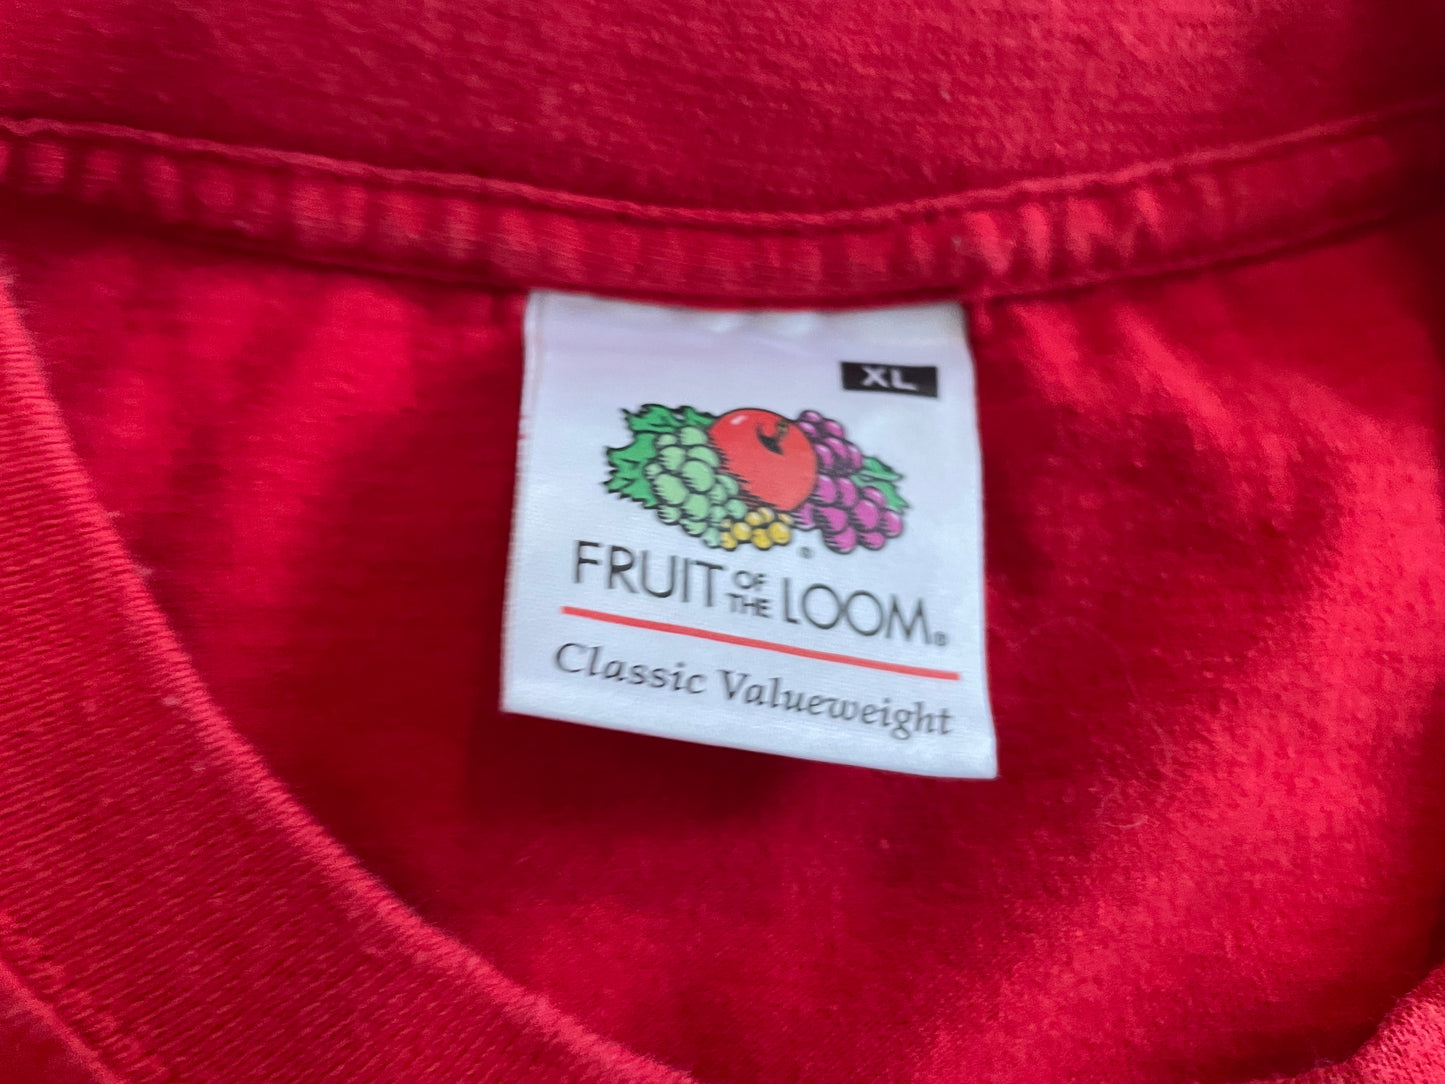 XL
®
FRUIT OF THE LOOM®
Classic Valueweight